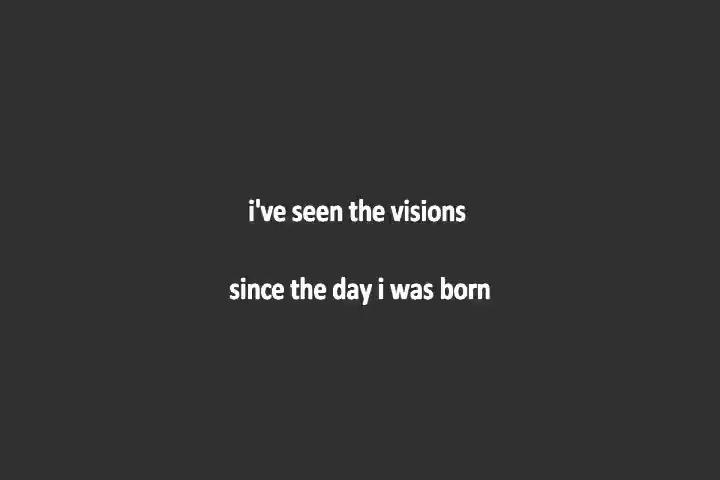 i've seen the visions
since the day i was born